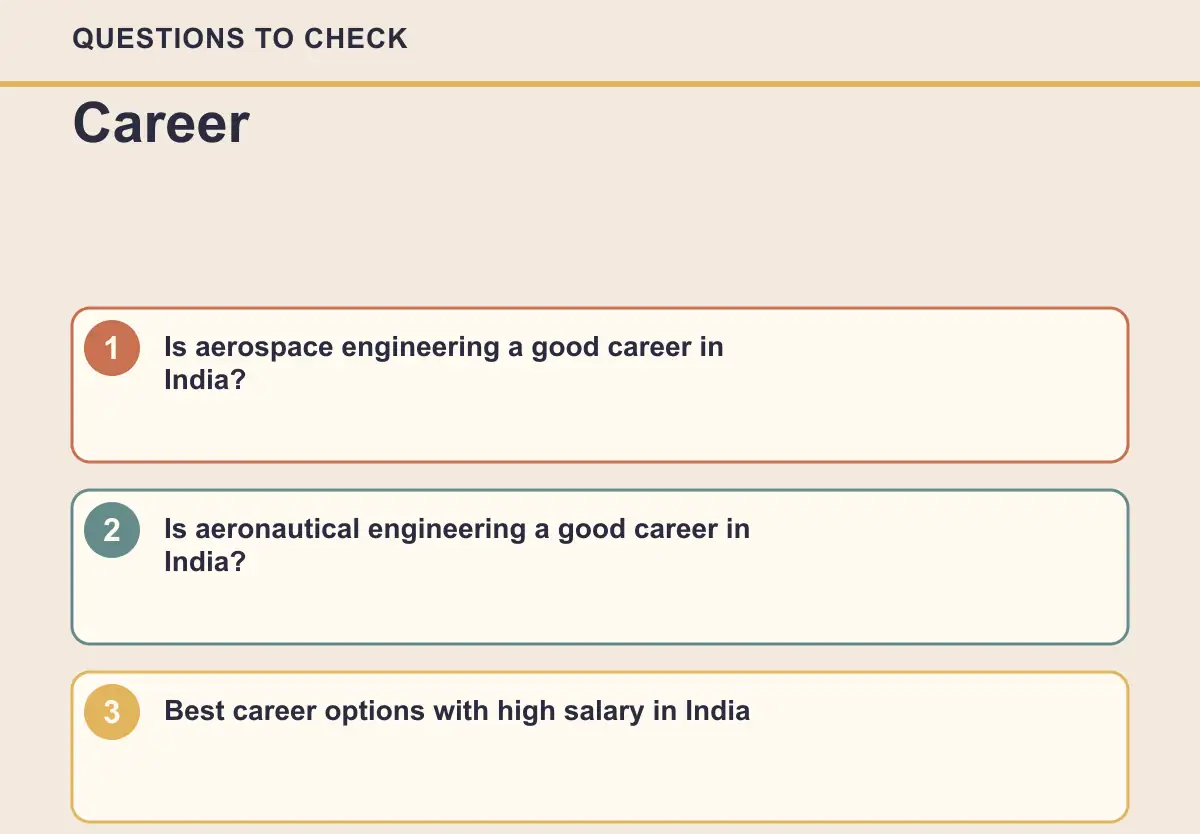 QUESTIONS TO CHECK
Career
1
Is aerospace engineering a good career in
India?
2
Is aeronautical engineering a good career in
India?
3
Best career options with high salary in India